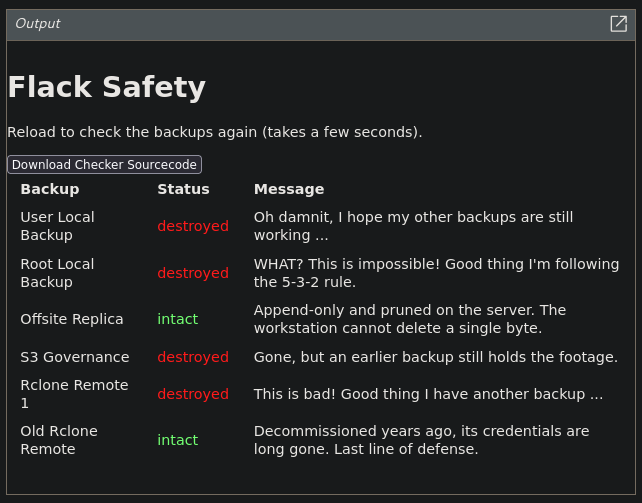 Output
Flack Safety
Reload to check the backups again (takes a few seconds).
Download Checker Sourcecode
Backup Status Message
User Local Backup destroyed Oh damnit, I hope my other backups are still working ...
Root Local Backup destroyed WHAT? This is impossible! Good thing I'm following the 5-3-2 rule.
Offsite Replica intact Append-only and pruned on the server. The workstation cannot delete a single byte.
S3 Governance destroyed Gone, but an earlier backup still holds the footage.
Rclone Remote 1 destroyed This is bad! Good thing I have another backup ...
Old Rclone Remote intact Decommissioned years ago, its credentials are long gone. Last line of defense.